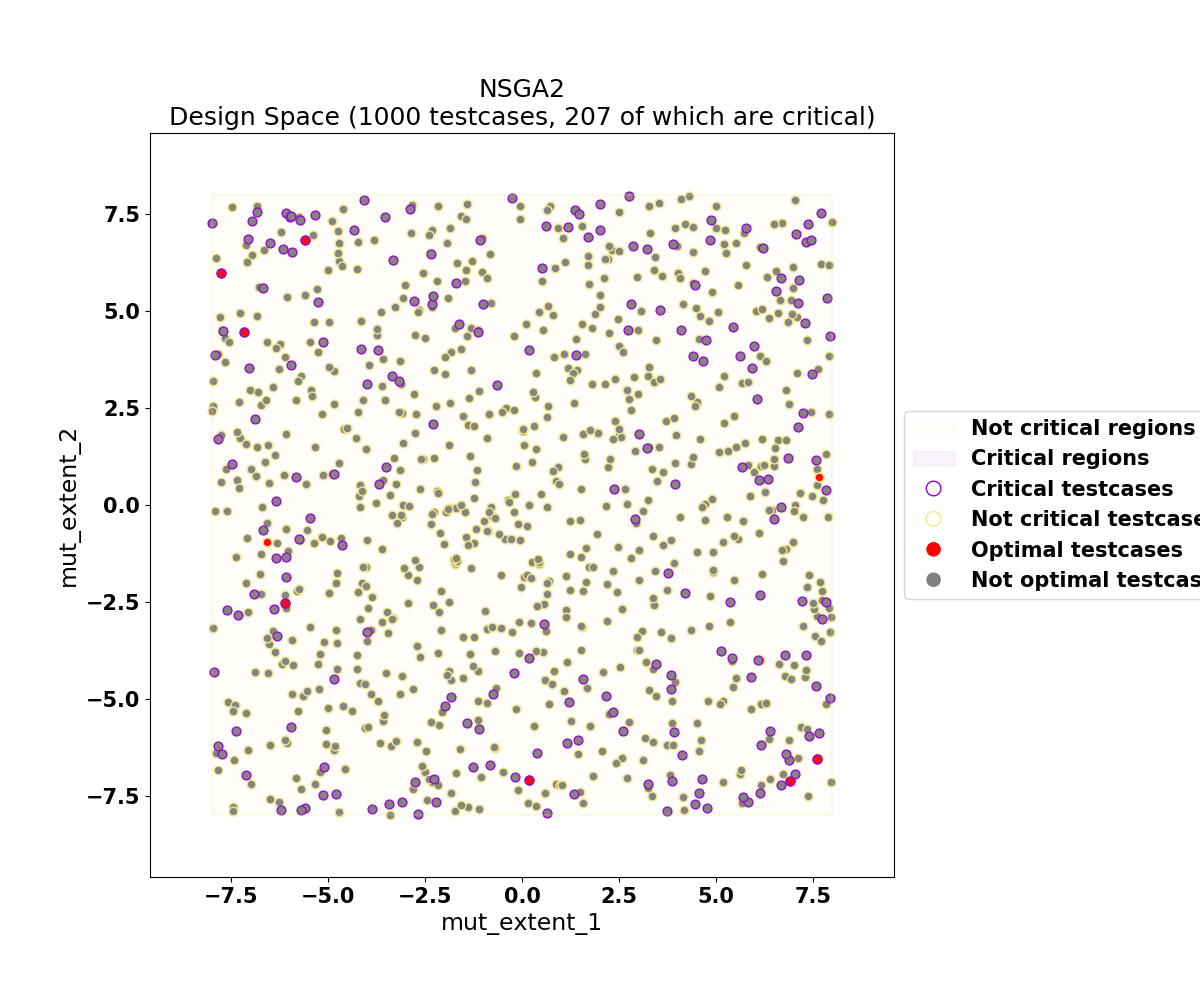 NSGA2
Design Space (1000 testcases, 207 of which are critical)
7.5
5.0
2.5
0.0
−2.5
−5.0
−7.5
mut_extent_2
−7.5 −5.0 −2.5 0.0 2.5 5.0 7.5
mut_extent_1
Not critical regions
Critical regions
Critical testcases
Not critical testcase
Optimal testcases
Not optimal testcas